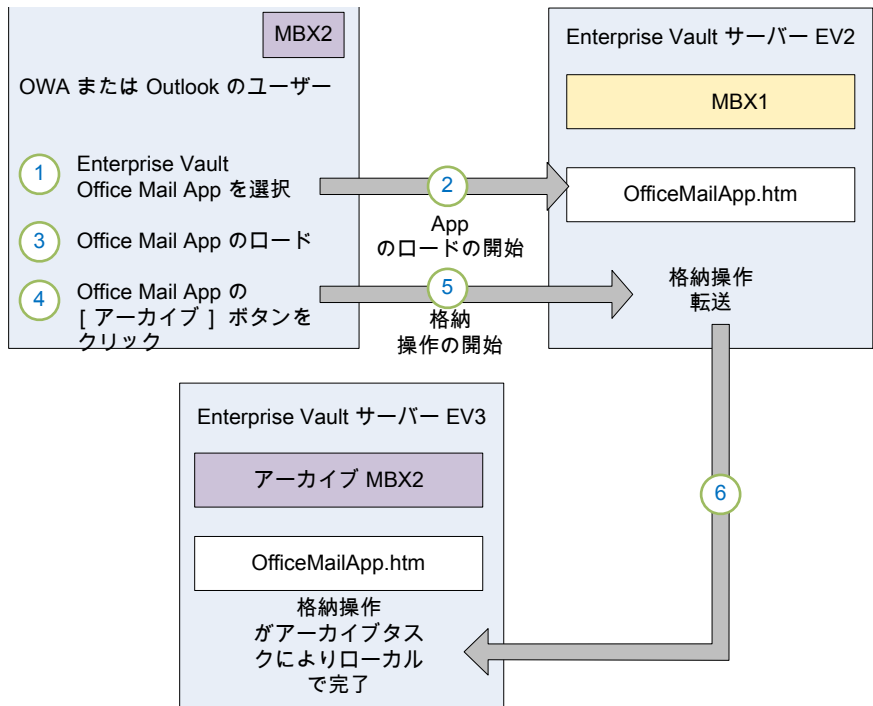 MBX2
OWA または Outlook のユーザー
1
Enterprise Vault
Office Mail App を選択
3
Office Mail App のロード
4
Office Mail App の
[ アーカイブ ] ボタンを
クリック
2
App
のロードの開始
5
格納
操作の開始
Enterprise Vault サーバー EV2
MBX1
OfficeMailApp.htm
格納操作
転送
6
Enterprise Vault サーバー EV3
アーカイブ MBX2
OfficeMailApp.htm
格納操作
がアーカイブタス
クによりローカル
で完了